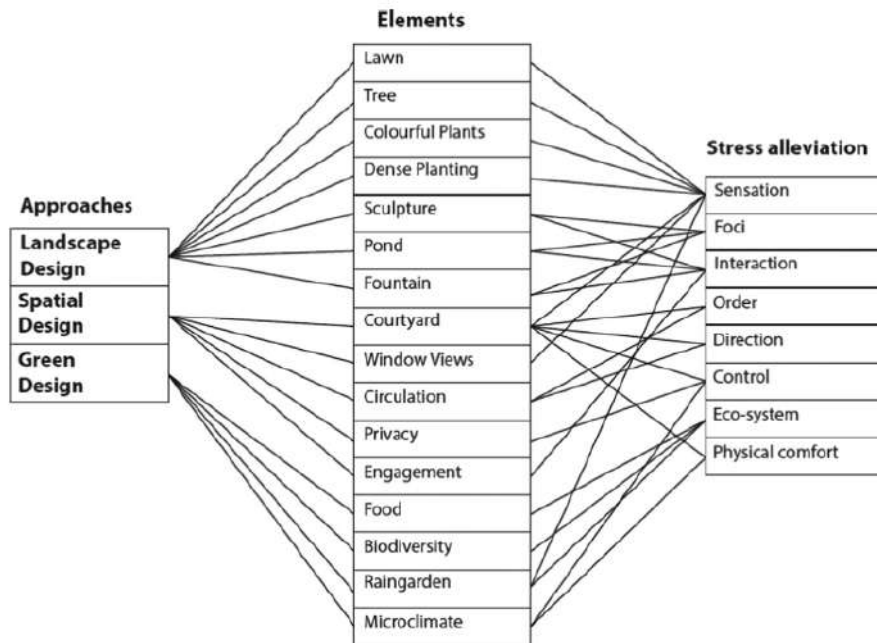 Elements
Lawn
Tree
Colourful Plants
Dense Planting
Sculpture
Pond
Fountain
Courtyard
Window Views
Circulation
Privacy
Engagement
Food
Biodiversity
Raingarden
Microclimate
Approaches
Landscape
Design
Spatial
Design
Green
Design
Stress alleviation
Sensation
Foci
Interaction
Order
Direction
Control
Eco-system
Physical comfort